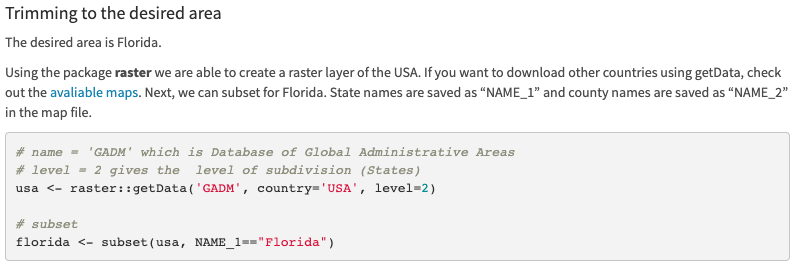 Trimming to the desired area
The desired area is Florida.
Using the package raster we are able to create a raster layer of the USA. If you want to download other countries using getData, check
out the avaliable maps. Next, we can subset for Florida. State names are saved as “NAME_1” and county names are saved as “NAME_2”
in the map file.
# name = 'GADM' which is Database of Global Administrative Areas
# level = 2 gives the  level of subdivision (States)
usa <- raster::getData('GADM', country='USA', level=2)
# subset
florida <- subset(usa, NAME_1=="Florida")